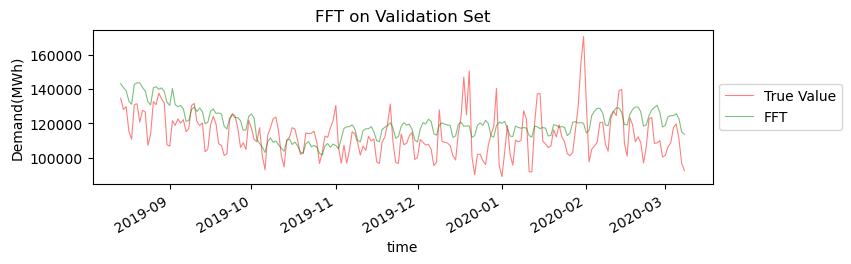 FFT on Validation Set
Demand(MWh)
160000
140000
120000
100000
2019-09
2019-10
2019-11
2019-12
2020-01
2020-02
2020-03
time
True Value
FFT